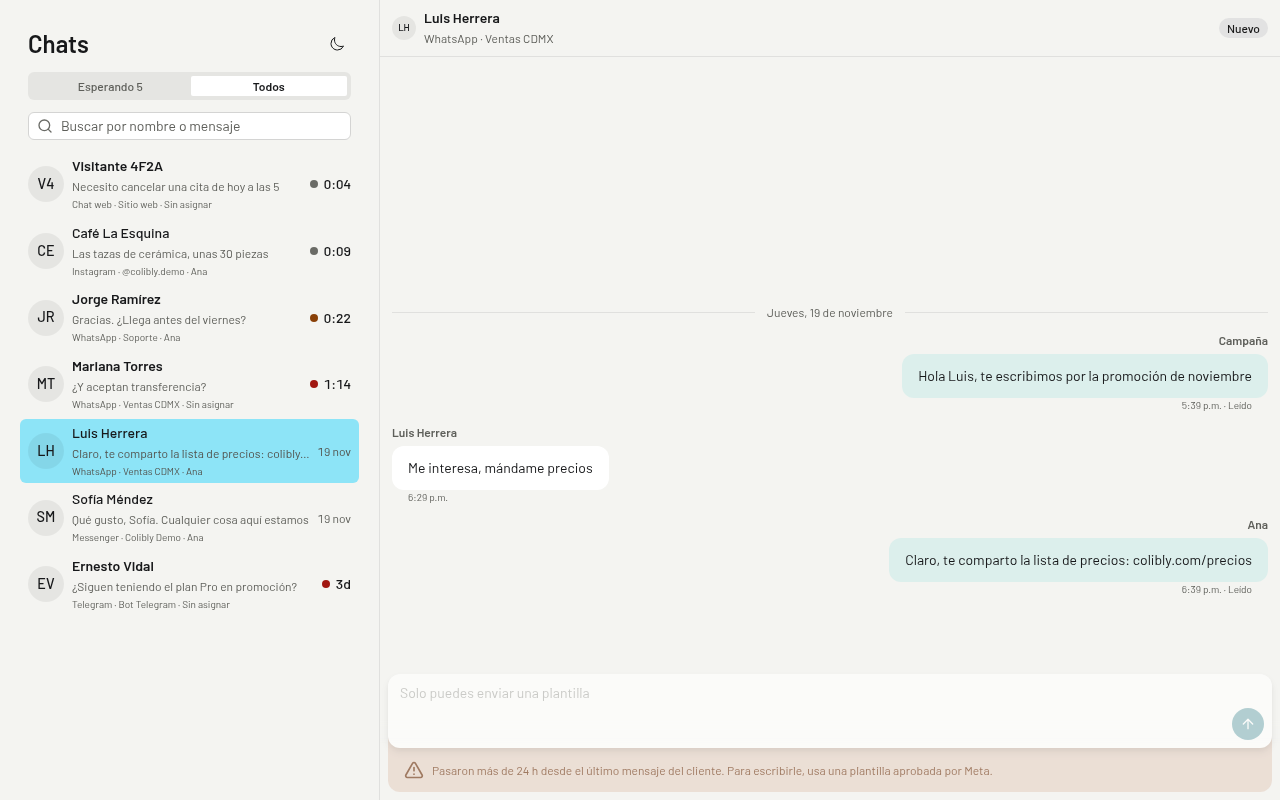 Chats
Esperando 5
Todos
Buscar por nombre o mensaje
V4
Visitante 4F2A
Necesito cancelar una cita de hoy a las 5
Chat web · Sitio web · Sin asignar
0:04
CE
Café La Esquina
Las tazas de cerámica, unas 30 piezas
Instagram · @colibly.demo · Ana
0:09
JR
Jorge Ramírez
Gracias. ¿Llega antes del viernes?
WhatsApp · Soporte · Ana
0:22
MT
Mariana Torres
¿Y aceptan transferencia?
WhatsApp · Ventas CDMX · Sin asignar
1:14
LH
Luis Herrera
Claro, te comparto la lista de precios: colibly...
WhatsApp · Ventas CDMX · Ana
19 nov
SM
Sofía Méndez
Qué gusto, Sofía. Cualquier cosa aquí estamos
Messenger · Colibly Demo · Ana
19 nov
EV
Ernesto Vidal
¿Siguen teniendo el plan Pro en promoción?
Telegram · Bot Telegram · Sin asignar
3d
LH
Luis Herrera
WhatsApp · Ventas CDMX
Nuevo
Jueves, 19 de noviembre
Campaña
Hola Luis, te escribimos por la promoción de noviembre
5:39 p.m. · Leído
Luis Herrera
Me interesa, mándame precios
6:29 p.m.
Ana
Claro, te comparto la lista de precios: colibly.com/precios
6:39 p.m. · Leído
Solo puedes enviar una plantilla
Pasaron más de 24 h desde el último mensaje del cliente. Para escribirle, usa una plantilla aprobada por Meta.